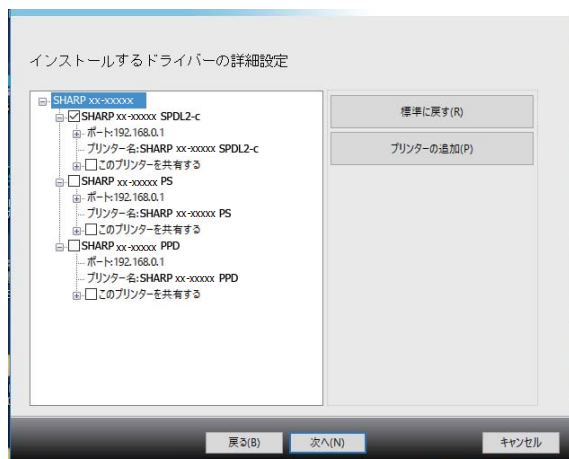 インストールするドライバーの詳細設定
SHARP xx-xxxxx
SHARP xx-xxxxx SPDL2-c
ポート:192.168.0.1
プリンター名:SHARP xx-xxxxx SPDL2-c
このプリンターを共有する
SHARP xx-xxxxx PS
ポート:192.168.0.1
プリンター名:SHARP xx-xxxxx PS
このプリンターを共有する
SHARP xx-xxxxx PPD
ポート:192.168.0.1
プリンター名:SHARP xx-xxxxx PPD
このプリンターを共有する
標準に戻す(R)
プリンターの追加(P)
戻る(B)
次へ(N)
キャンセル